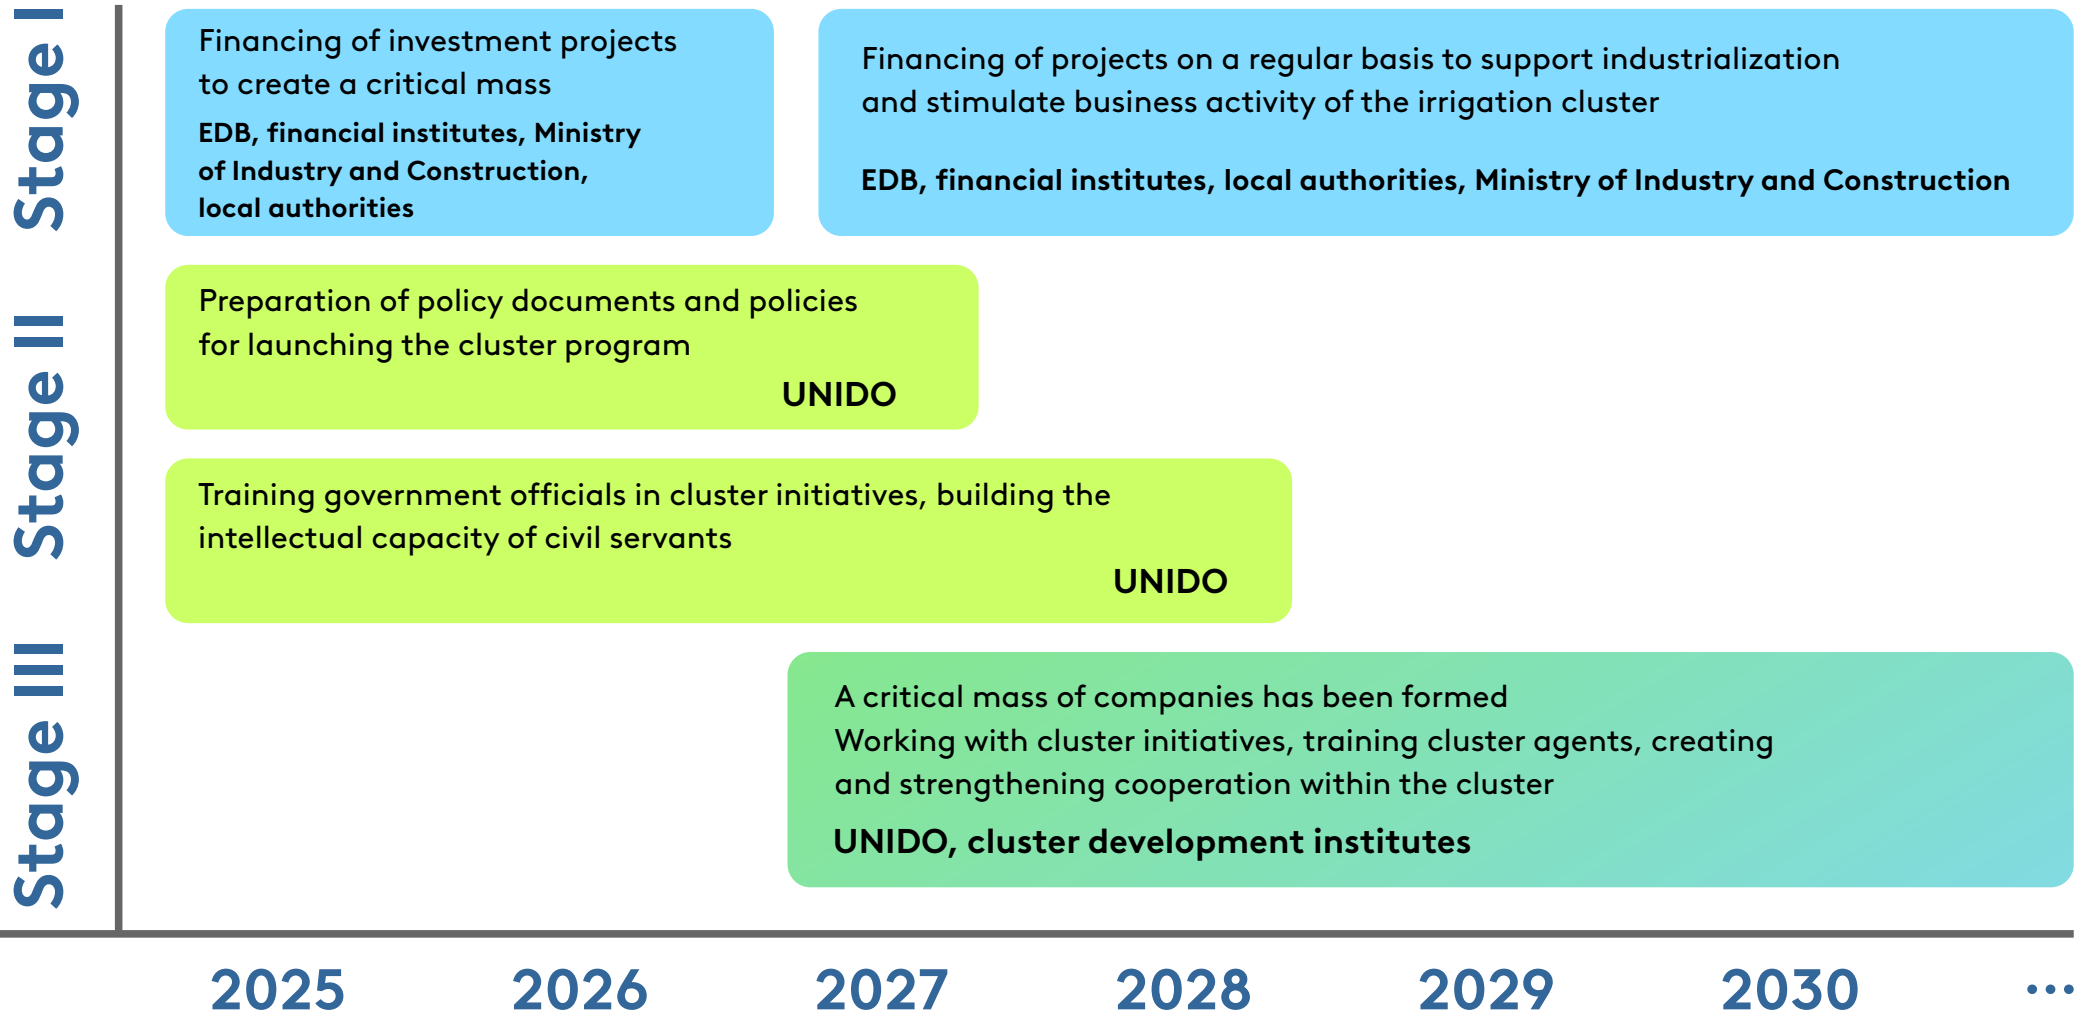 Stage I
Financing of investment projects
to create a critical mass
EDB, financial institutes, Ministry
of Industry and Construction,
local authorities
Financing of projects on a regular basis to support industrialization
and stimulate business activity of the irrigation cluster
EDB, financial institutes, local authorities, Ministry of Industry and Construction
Stage II
Preparation of policy documents and policies
for launching the cluster program
UNIDO
Training government officials in cluster initiatives, building the
intellectual capacity of civil servants
UNIDO
Stage III
A critical mass of companies has been formed
Working with cluster initiatives, training cluster agents, creating
and strengthening cooperation within the cluster
UNIDO, cluster development institutes
2025 2026 2027 2028 2029 2030 ...